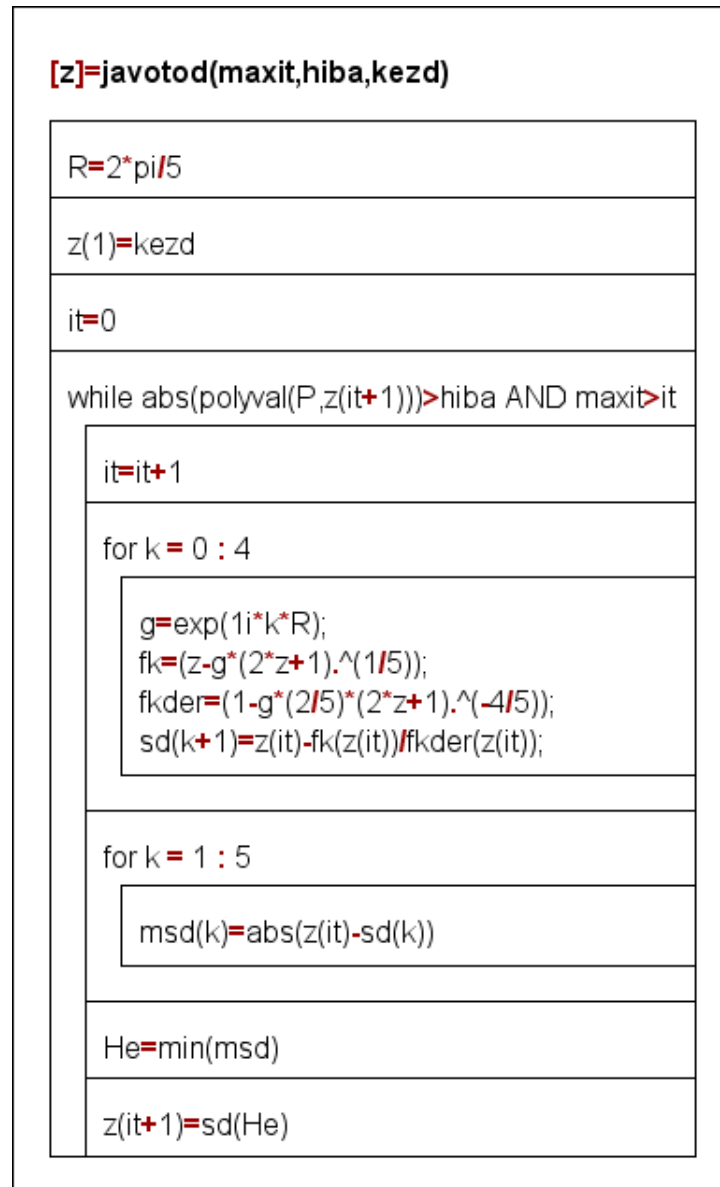 [z]=javotod(maxit,hiba,kezd)
R=2*pi/5
z(1)=kezd
it=0
while abs(polyval(P,z(it+1)))>hiba AND maxit>it
it=it+1
for k = 0 : 4
g=exp(1i*k*R);
fk=(z-g*(2*z+1).^(1/5));
fkder=(1-g*(2/5)*(2*z+1).^(-4/5));
sd(k+1)=z(it)-fk(z(it))/fkder(z(it));
for k = 1 : 5
msd(k)=abs(z(it)-sd(k))
He=min(msd)
z(it+1)=sd(He)